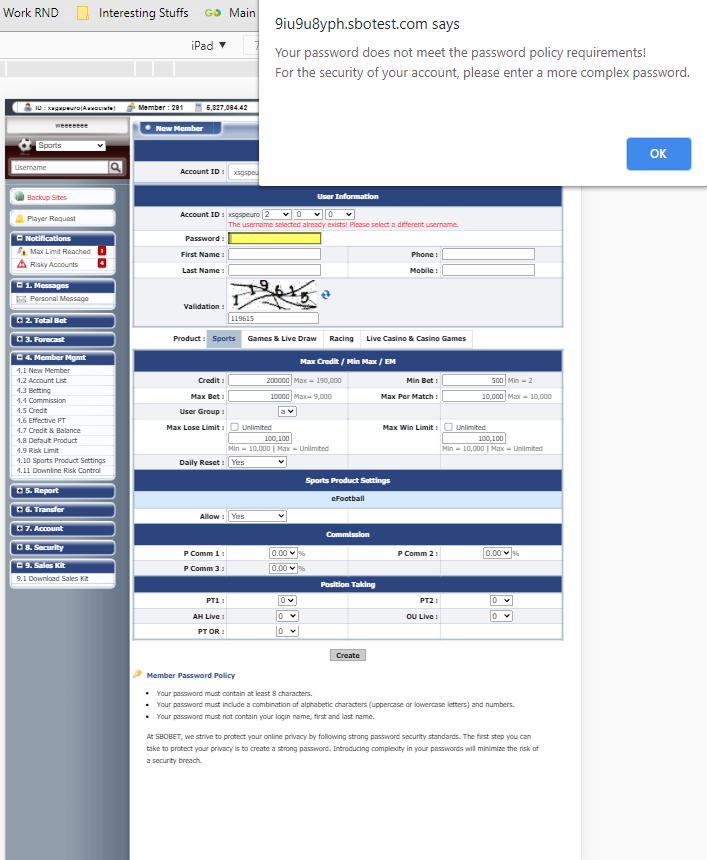 Work RND
Interesting Stuffs
Main
9iu9u8yph.sbotest.com says
Your password does not meet the password policy requirements!
For the security of your account, please enter a more complex password.
OK
iPad ▼
ID : xsgspeuro(Associate)
Member : 291
5,827,064.42
weeeeeee
Sports
Username
Backup Sites
Player Request
Notifications
Max Limit Reached
Risky Accounts
4
1. Messages
Personal Message
2. Total Bet
3. Forecast
4. Member Mgmt
4.1 New Member
4.2 Account List
4.3 Betting
4.4 Commission
4.5 Credit
4.6 Effective PT
4.7 Credit & Balance
4.8 Default Product
4.9 Risk Limit
4.10 Sports Product Settings
4.11 Downline Risk Control
5. Report
6. Transfer
7. Account
8. Security
9. Sales Kit
9.1 Download Sales Kit
New Member
Account ID : xsgspeu
User Information
Account ID : xsgspeuro 2 0 0
The username selected already exists! Please select a different username.
Password :
First Name : Phone :
Last Name : Mobile :
Validation : 119615
119615
Product : Sports Games & Live Draw Racing Live Casino & Casino Games
Max Credit / Min Max / EM
Credit : 200000 Max = 190,000 Min Bet : 500 Min = 2
Max Bet : 10000 Max= 9,000 Max Per Match : 10,000 Max = 10,000
User Group : a
Max Lose Limit : Unlimited Max Win Limit : Unlimited
100,100 100,100
Min = 10,000 | Max = Unlimited Min = 10,000 | Max = Unlimited
Daily Reset : Yes
Sports Product Settings
eFootball
Allow : Yes
Commission
P Comm 1 : 0.00 % P Comm 2 : 0.00 %
P Comm 3 : 0.00 %
Position Taking
PT1 : 0 PT2 : 0
AH Live : 0 OU Live : 0
PT OR : 0
Create
Member Password Policy
• Your password must contain at least 8 characters.
• Your password must include a combination of alphabetic characters (uppercase or lowercase letters) and numbers.
• Your password must not contain your login name, first and last name.
At SBOBET, we strive to protect your online privacy by following strong password security standards. The first step you can
take to protect your privacy is to create a strong password. Introducing complexity in your passwords will minimize the risk of
a security breach.